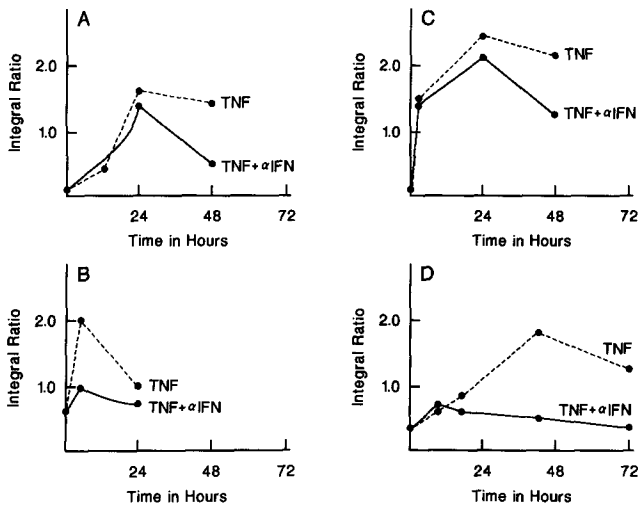 A
Integral Ratio
2.0
1.0
TNF
TNF+αIFN
24
48
72
Time in Hours
C
Integral Ratio
2.0
1.0
TNF
TNF+αIFN
24
48
72
Time in Hours
B
Integral Ratio
2.0
1.0
TNF
TNF+αIFN
24
48
72
Time in Hours
D
Integral Ratio
2.0
1.0
TNF
TNF+αIFN
24
48
72
Time in Hours